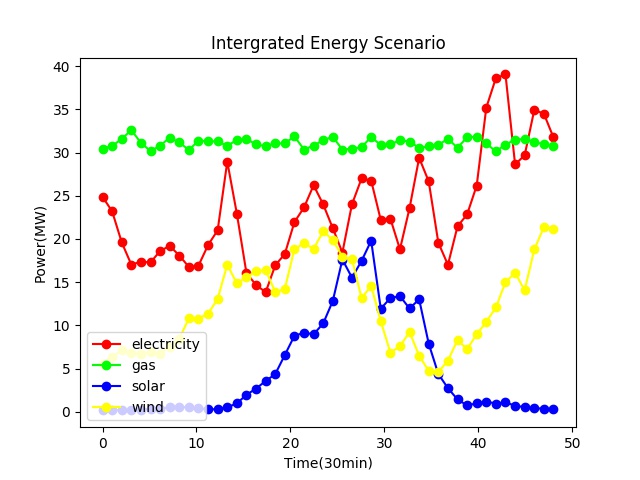 Intergrated Energy Scenario
Power(MW)
40
35
30
25
20
15
10
5
0
electricity
gas
solar
wind
0 10 20 30 40 50
Time(30min)